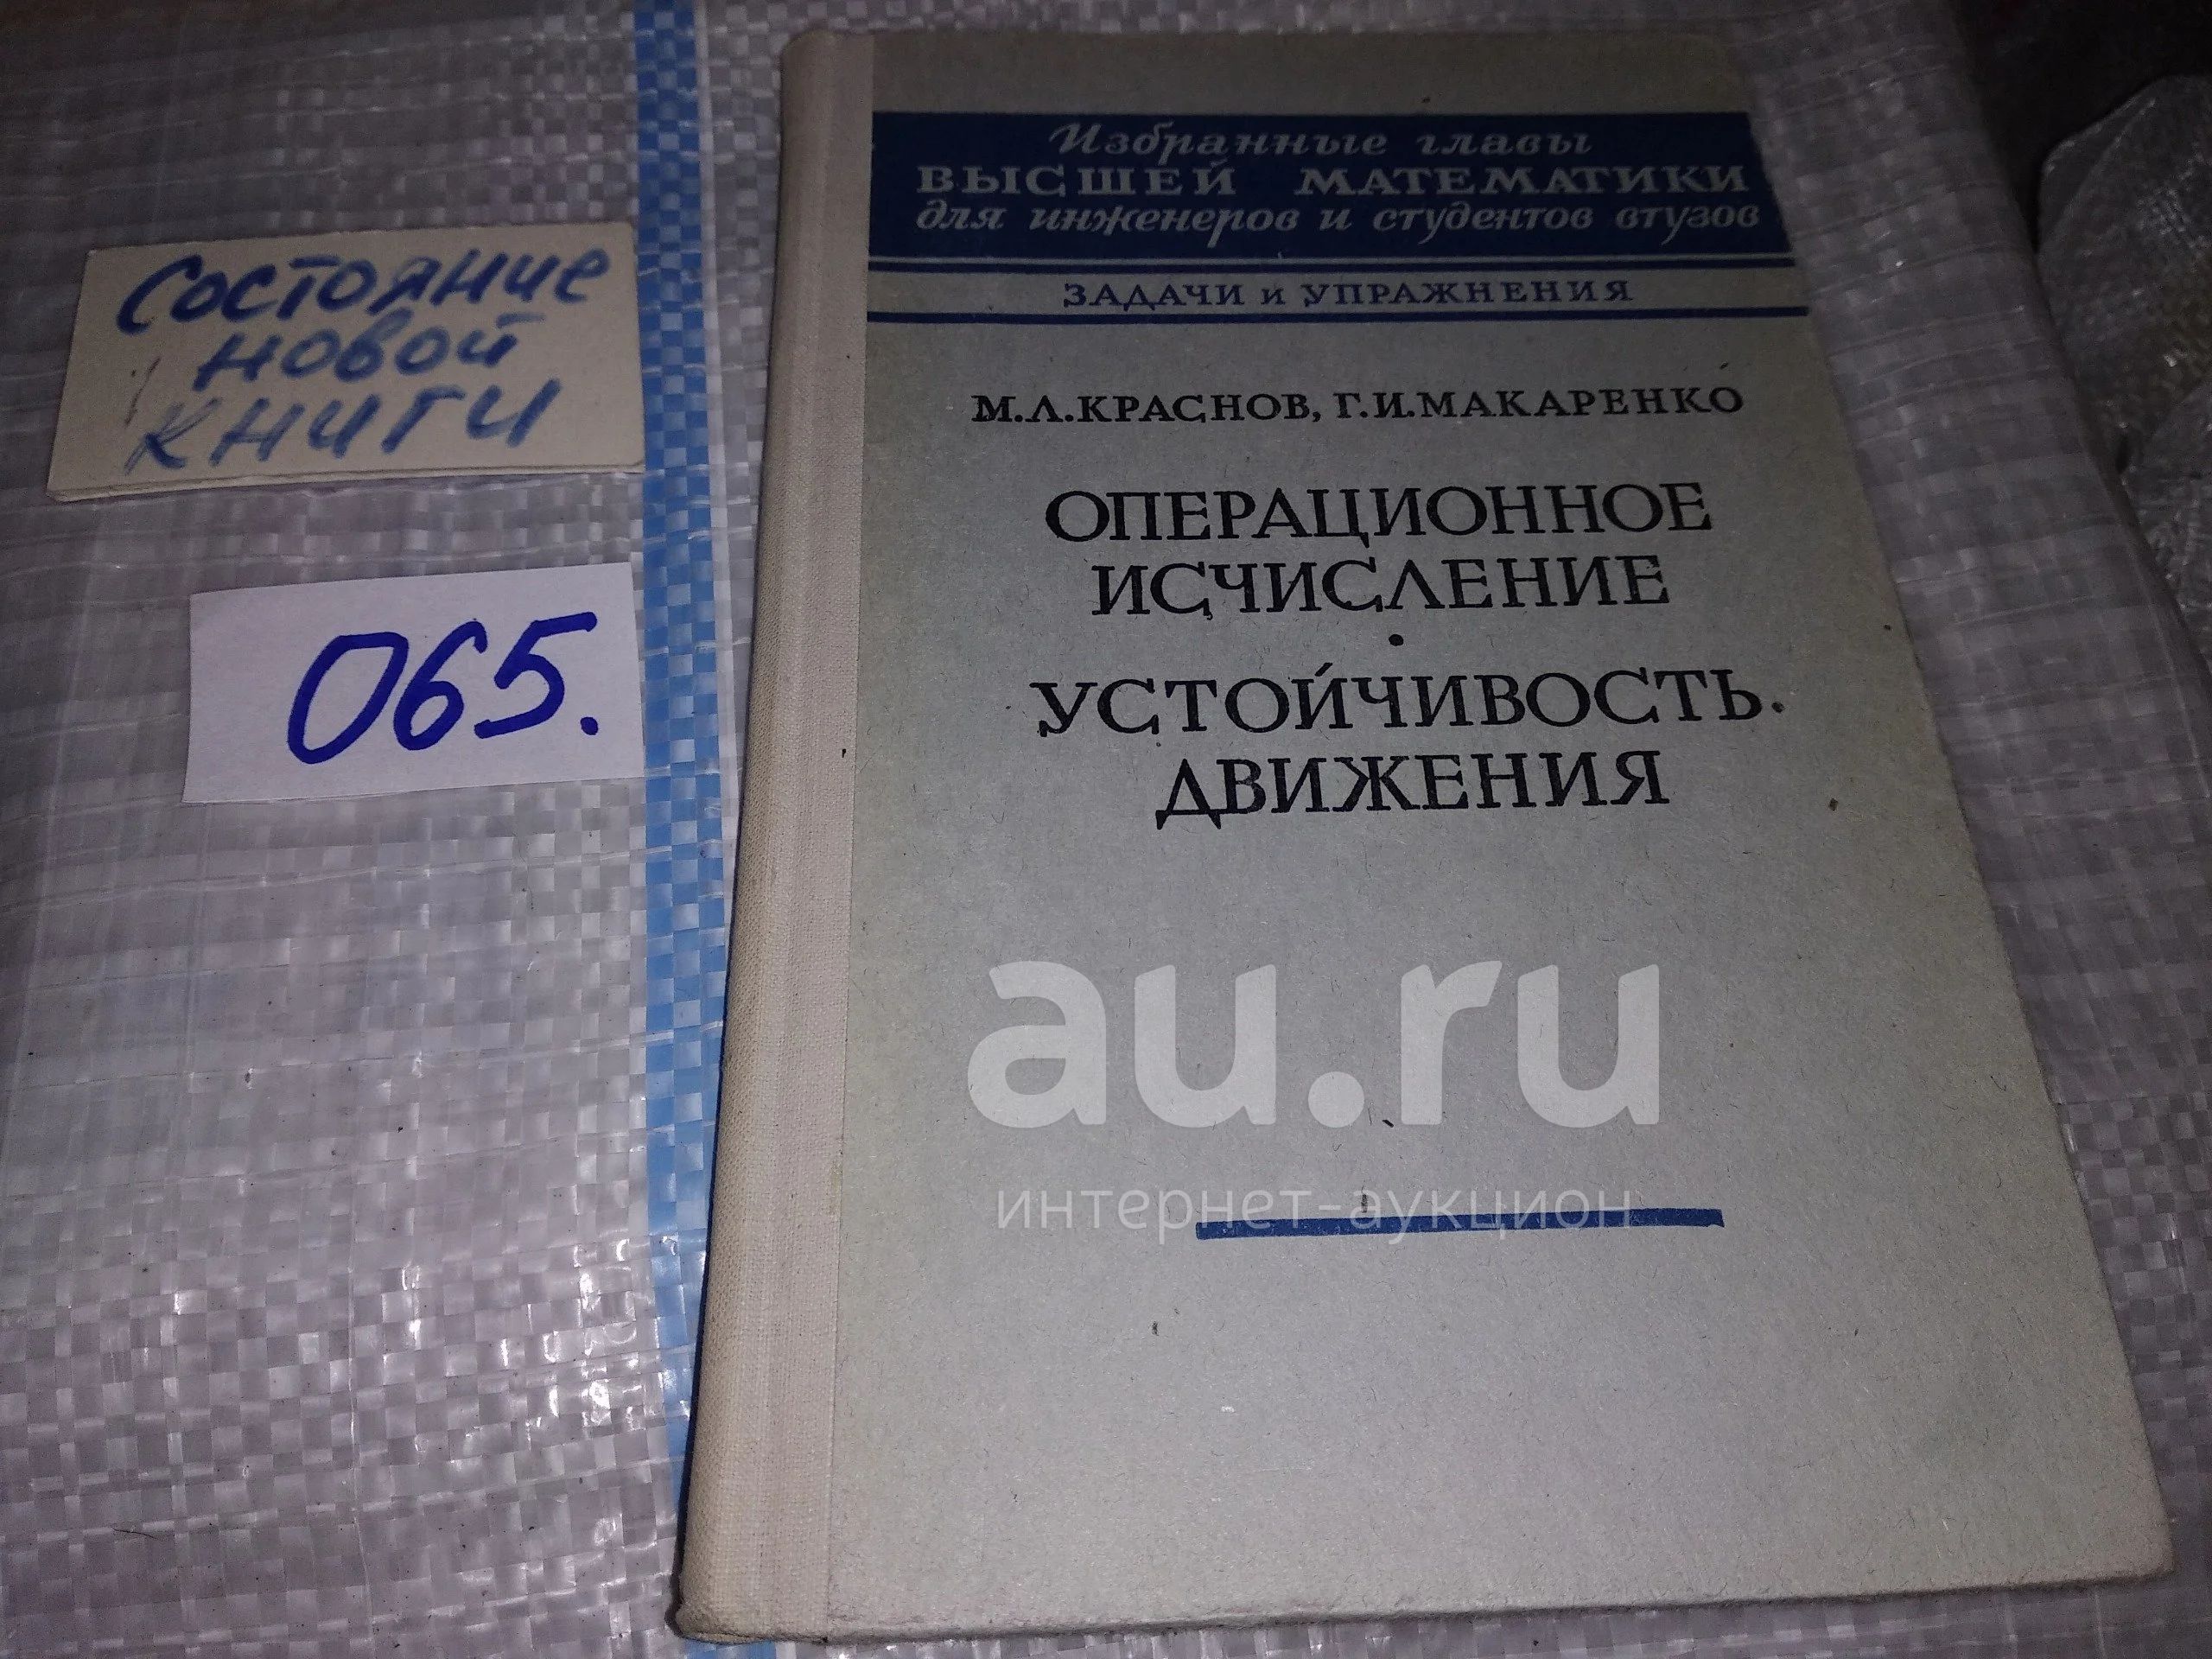 Состояние
новой
книги
065.
Избранные главы
ВЫСШЕЙ МАТЕМАТИКИ
для инженеров и студентов втузов
ЗАДАЧИ и УПРАЖНЕНИЯ
М.Л.КРАСНОВ, Г.И.МАКАРЕНКО
ОПЕРАЦИОННОЕ
ИСЧИСЛЕНИЕ
•
УСТОЙЧИВОСТЬ
ДВИЖЕНИЯ
au.ru
интернет-аукцион